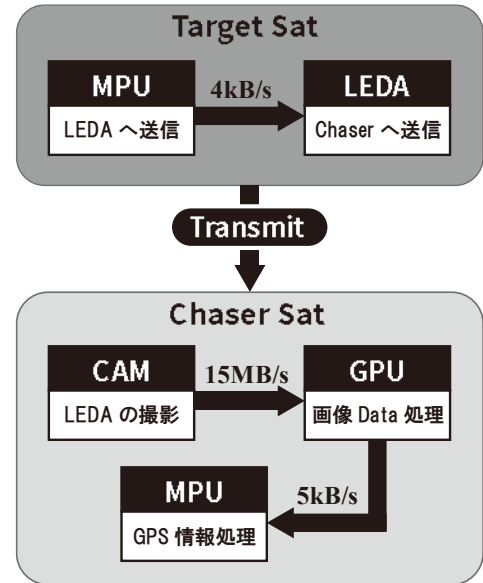 Target Sat
MPU
4kB/s
LEDA
LEDA へ送信
Chaser へ送信
Transmit
Chaser Sat
CAM
15MB/s
GPU
LEDA の撮影
画像 Data 処理
MPU
5kB/s
GPS 情報処理